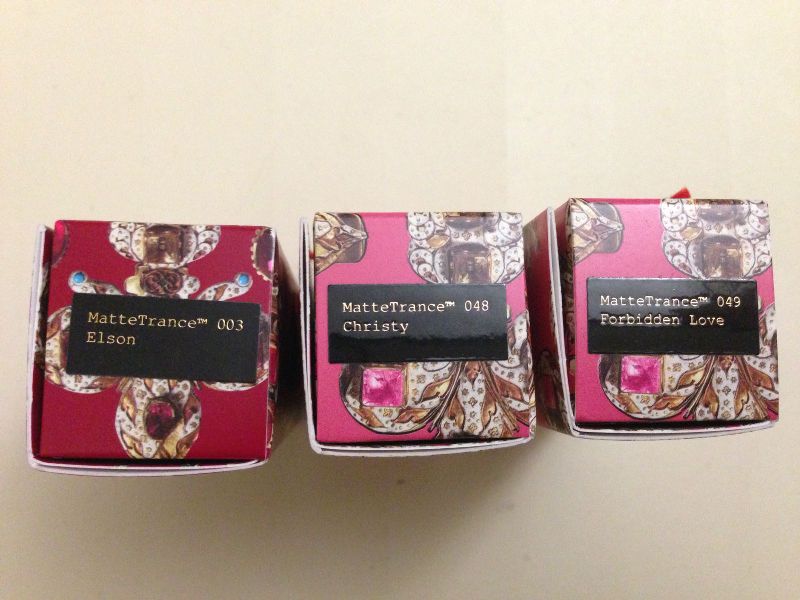 MatteTrance™ 003
Elson
MatteTrance™ 048
Christy
MatteTrance™ 049
Forbidden Love